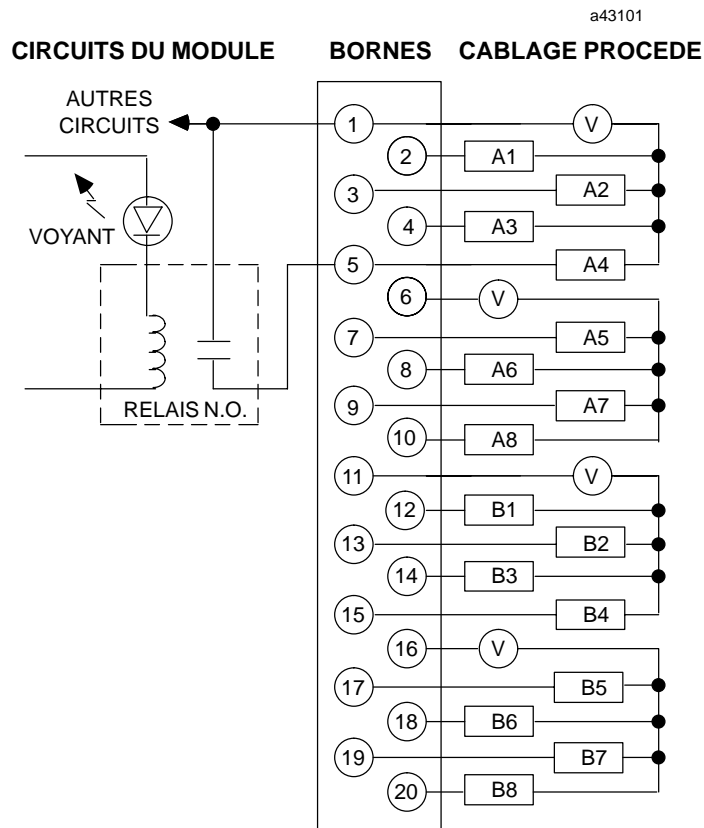 a43101
CIRCUITS DU MODULE BORNES CABLAGE PROCEDE
AUTRES
CIRCUITS
VOYANT
RELAIS N.O.
1 V
2 A1
3 A2
4 A3
5 A4
6 V
7 A5
8 A6
9 A7
10 A8
11 V
12 B1
13 B2
14 B3
15 B4
16 V
17 B5
18 B6
19 B7
20 B8